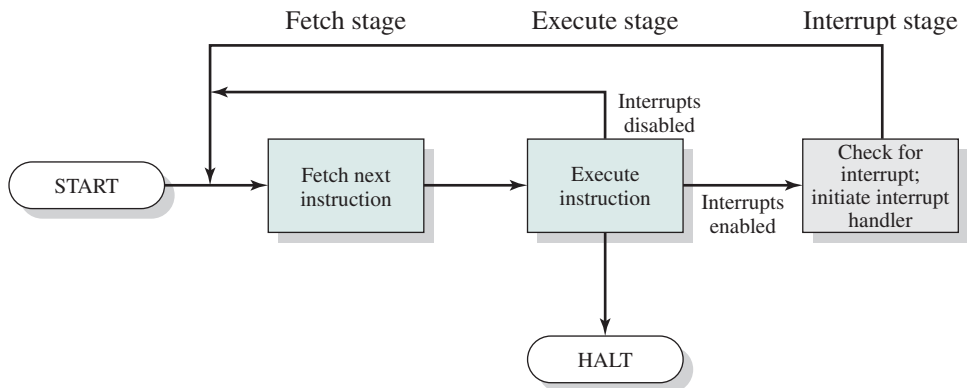 Fetch stage
Execute stage
Interrupt stage
Interrupts
disabled
START
Fetch next
instruction
Execute
instruction
Interrupts
enabled
Check for
interrupt;
initiate interrupt
handler
HALT